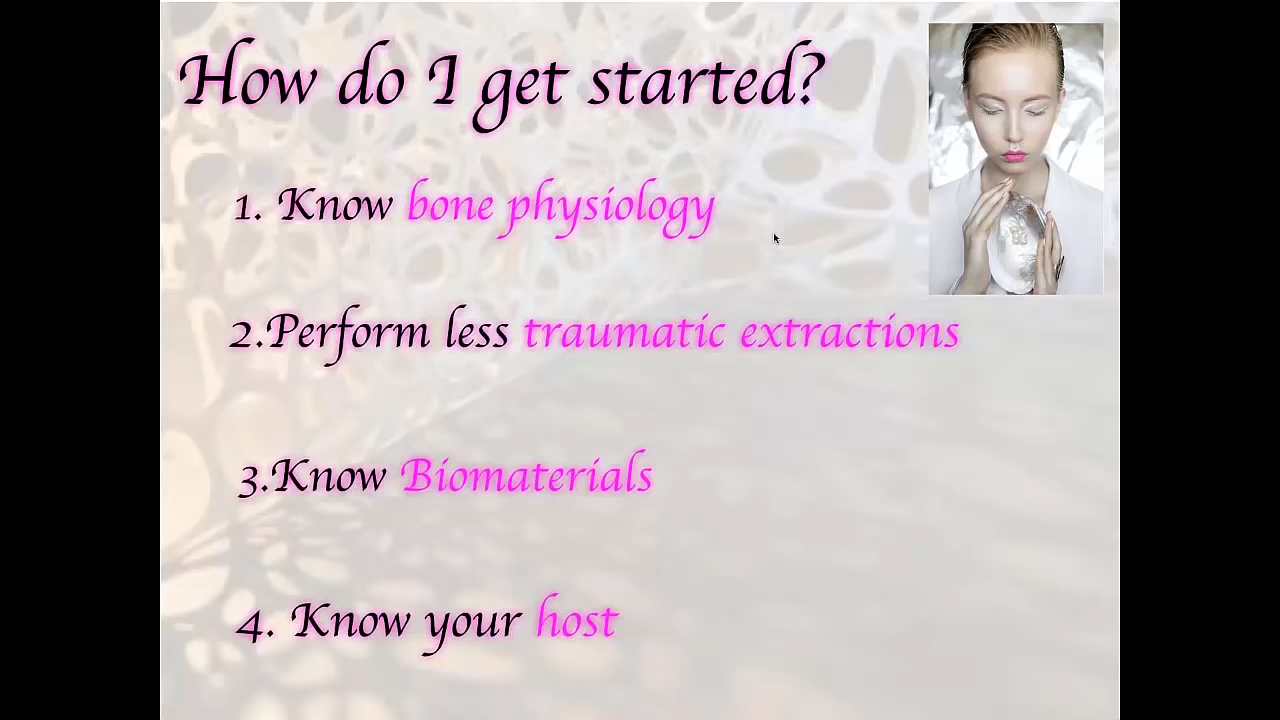 How do I get started?
1. Know bone physiology
2.Perform less traumatic extractions
3.Know Biomaterials
4. Know your host